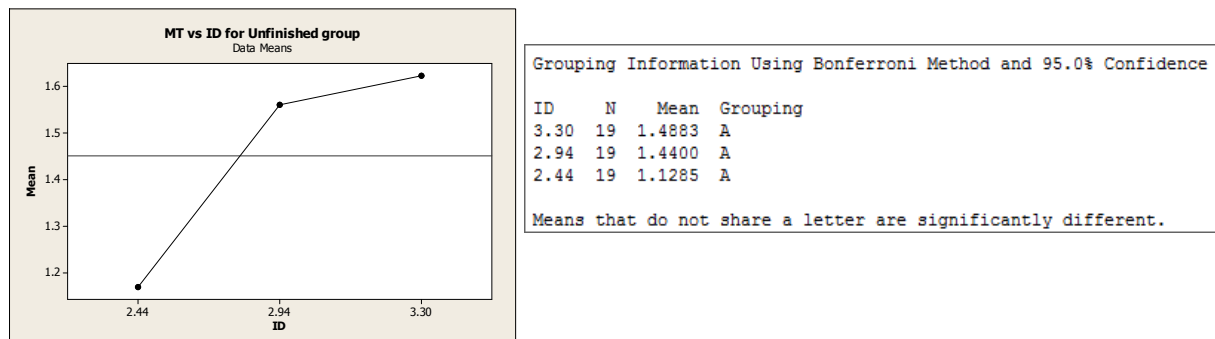 MT vs ID for Unfinished group
Data Means
1.6
1.5
1.4
1.3
1.2
Mean
2.44 2.94 3.30
ID
Grouping Information Using Bonferroni Method and 95.0% Confidence
ID N Mean Grouping
3.30 19 1.4883 A
2.94 19 1.4400 A
2.44 19 1.1285 A
Means that do not share a letter are significantly different.